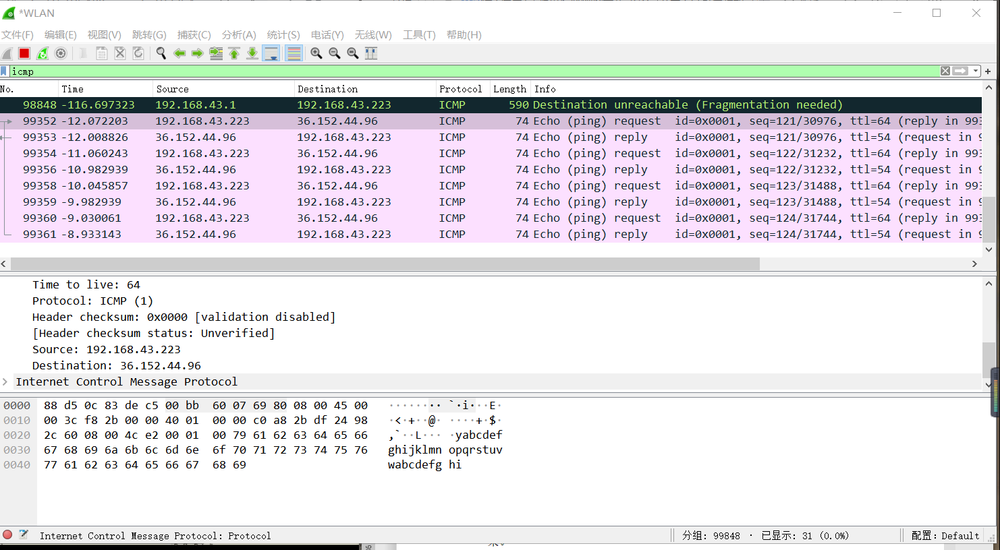 *WLAN
文件(F) 编辑(E) 视图(V) 跳转(G) 捕获(C) 分析(A) 统计(S) 电话(Y) 无线(W) 工具(T) 帮助(H)
icmp
No. Time Source Destination Protocol Length Info
98848 -116.697323 192.168.43.1 192.168.43.223 ICMP 590 Destination unreachable (Fragmentation needed)
99352 -12.072203 192.168.43.223 36.152.44.96 ICMP 74 Echo (ping) request id=0x0001, seq=121/30976, ttl=64 (reply in 993
99353 -12.008826 36.152.44.96 192.168.43.223 ICMP 74 Echo (ping) reply id=0x0001, seq=121/30976, ttl=54 (request in 9
99354 -11.060243 192.168.43.223 36.152.44.96 ICMP 74 Echo (ping) request id=0x0001, seq=122/31232, ttl=64 (reply in 993
99356 -10.982939 36.152.44.96 192.168.43.223 ICMP 74 Echo (ping) reply id=0x0001, seq=122/31232, ttl=54 (request in 9
99358 -10.045857 192.168.43.223 36.152.44.96 ICMP 74 Echo (ping) request id=0x0001, seq=123/31488, ttl=64 (reply in 993
99359 -9.982939 36.152.44.96 192.168.43.223 ICMP 74 Echo (ping) reply id=0x0001, seq=123/31488, ttl=54 (request in 9
99360 -9.030061 192.168.43.223 36.152.44.96 ICMP 74 Echo (ping) request id=0x0001, seq=124/31744, ttl=64 (reply in 993
99361 -8.933143 36.152.44.96 192.168.43.223 ICMP 74 Echo (ping) reply id=0x0001, seq=124/31744, ttl=54 (request in 9
Time to live: 64
Protocol: ICMP (1)
Header checksum: 0x0000 [validation disabled]
[Header checksum status: Unverified]
Source: 192.168.43.223
Destination: 36.152.44.96
Internet Control Message Protocol
0000 88 d5 0c 83 de c5 00 bb 60 07 69 80 08 00 45 00 ········ `·i···E·
0010 00 3c f8 2b 00 00 40 01 00 00 c0 a8 2b df 24 98 ·<·+··@· ····+·$·
0020 2c 60 08 00 4c e2 00 01 00 79 61 62 63 64 65 66 ,`··L··· ·yabcdef
0030 67 68 69 6a 6b 6c 6d 6e 6f 70 71 72 73 74 75 76 ghijklmn opqrstuv
0040 77 61 62 63 64 65 66 67 68 69 wabcdefg hi
Internet Control Message Protocol: Protocol 分组: 99848 · 已显示: 31 (0.0%) 配置: Default